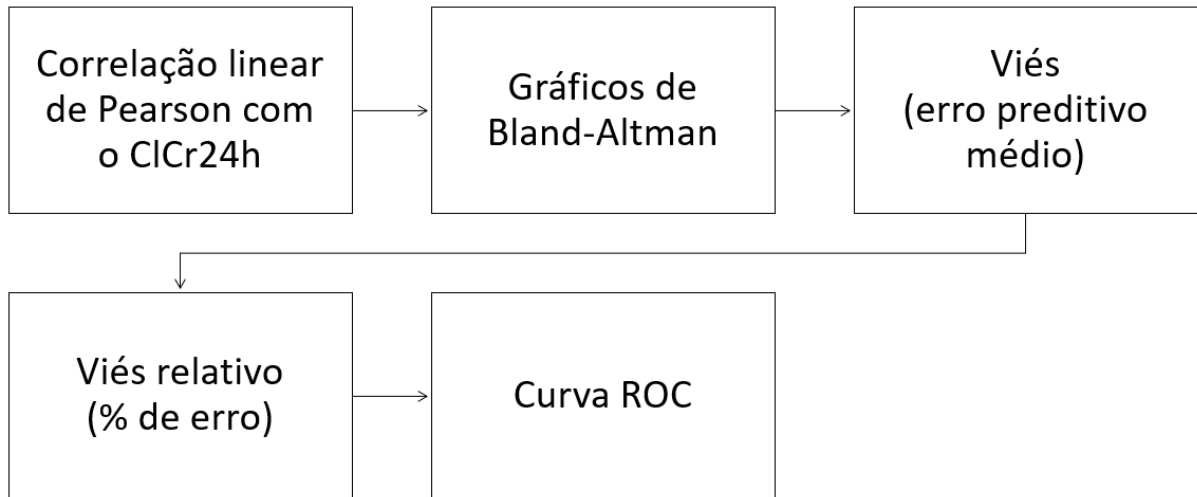 Correlação linear
de Pearson com
o ClCr24h
Gráficos de
Bland-Altman
Viés
(erro preditivo
médio)
Viés relativo
(% de erro)
Curva ROC